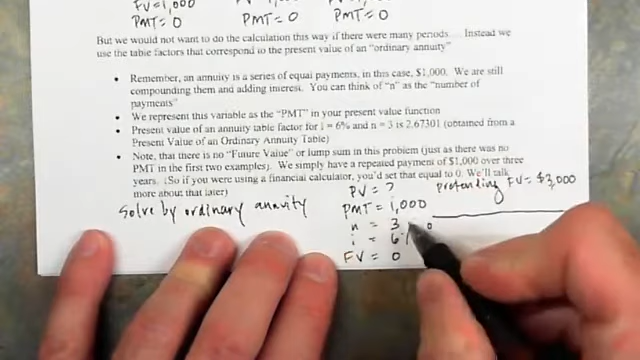 FV=1,000
PMT=0 PMT=0 PMT=0
But we would not want to do the calculation this way if there were many periods... Instead we
use the table factors that correspond to the present value of an "ordinary annuity"
• Remember, an annuity is a series of equal payments, in this case, $1,000. We are still
compounding them and adding interest. You can think of "n" as the "number of
payments"
• We represent this variable as the "PMT" in your present value function
• Present value of an annuity table factor for i = 6% and n = 3 is 2.67301 (obtained from a
Present Value of an Ordinary Annuity Table)
• Note, that there is no "Future Value" or lump sum in this problem (just as there was no
PMT in the first two examples). We simply have a repeated payment of $1,000 over three
years. (So if you were using a financial calculator, you'd set that equal to 0. We'll talk
more about that later)
Solve by ordinary annuity
PV = ?
PMT = 1,000
n = 3
i = 6%
FV = 0
pretending FV = $3,000